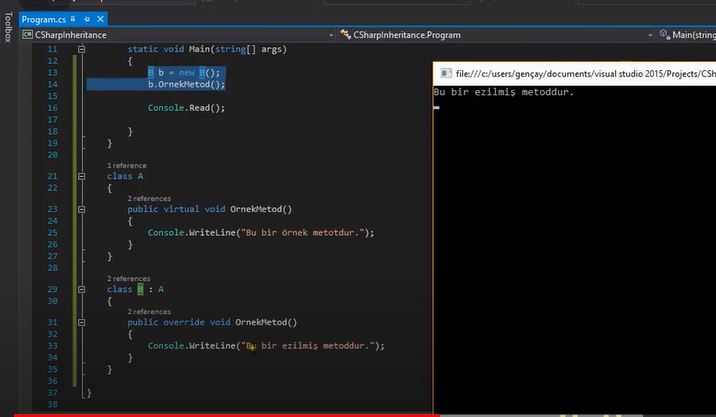 Toolbox
Program.cs
CSharpInheritance
CSharpInheritance.Program
Main(string
11 static void Main(string[] args)
12 {
13 B b = new B();
14 b.OrnekMetod();
15
16 Console.Read();
17
18 }
19 }
20
1 reference
21 class A
22 {
2 references
23 public virtual void OrnekMetod()
24 {
25 Console.WriteLine("Bu bir örnek metotdur.");
26 }
27 }
28
2 references
29 class B : A
30 {
2 references
31 public override void OrnekMetod()
32 {
33 Console.WriteLine("Bu bir ezilmiş metoddur.");
34 }
35 }
36
37 }
38
file:///c:/users/gençay/documents/visual studio 2015/Projects/CSh
Bu bir ezilmiş metoddur.